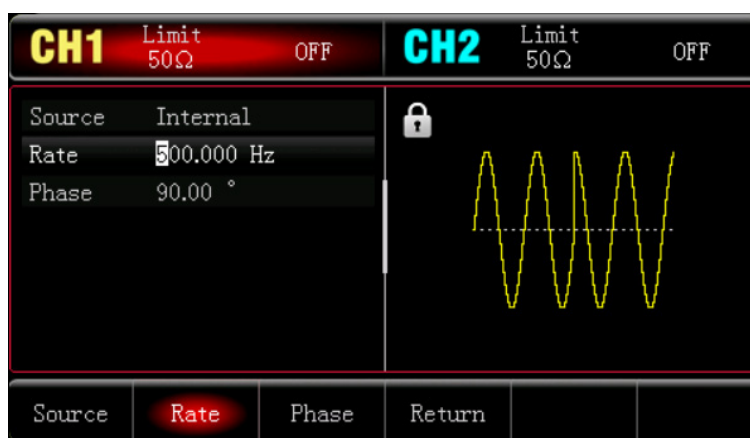 CH1 Limit 50Ω OFF CH2 Limit 50Ω OFF
Source Internal
Rate 500.000 Hz
Phase 90.00 °
Source Rate Phase Return